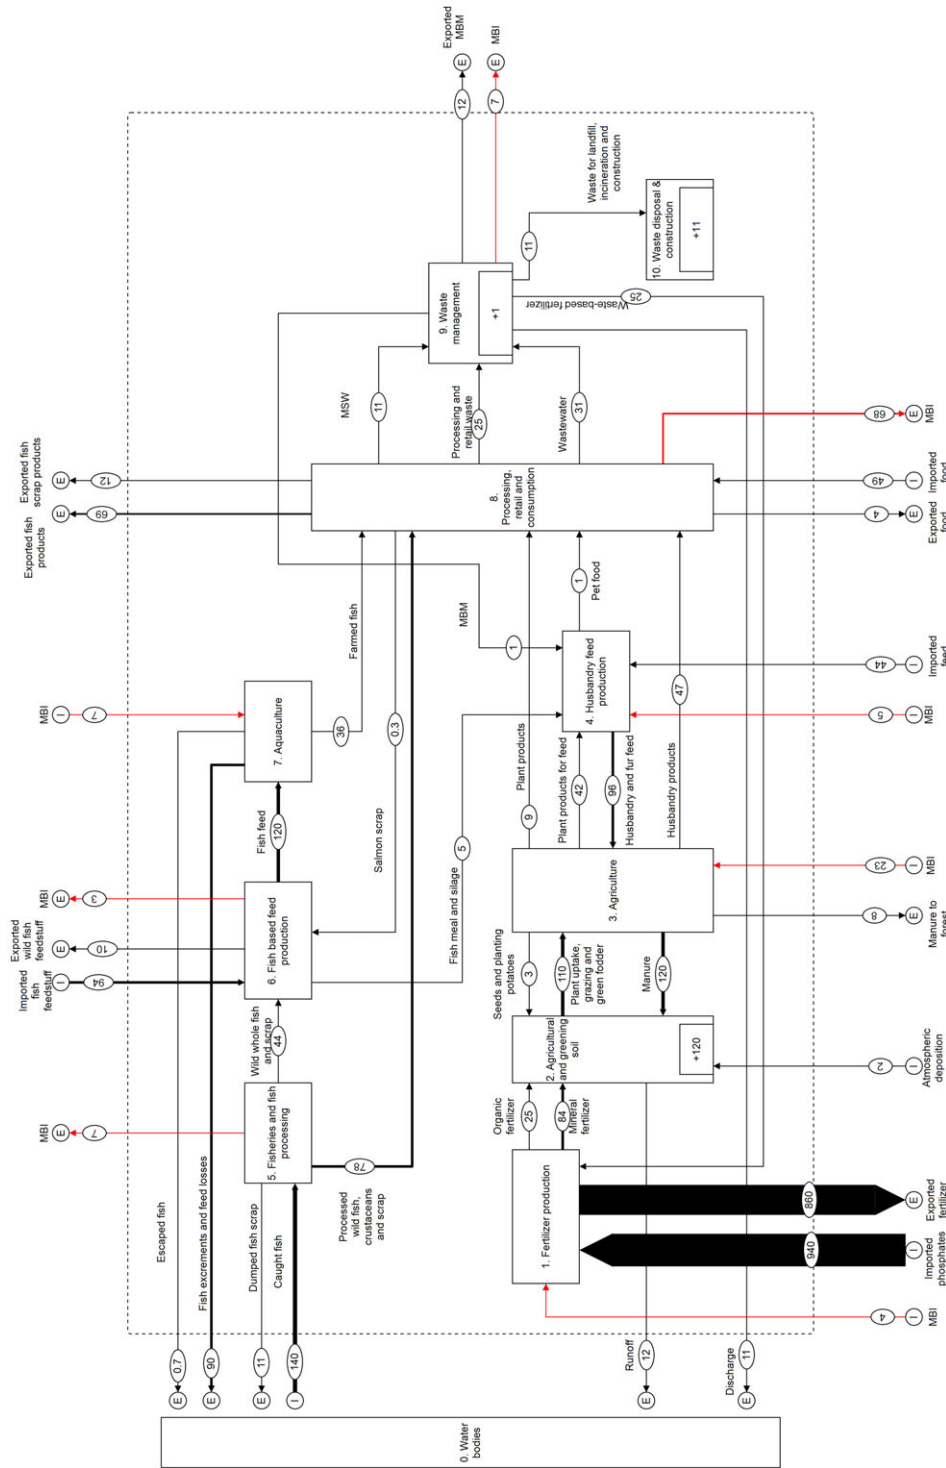 0. Water
bodies
Escaped fish
E
0.7
Fish excrements and feed losses
E
90
Dumped fish scrap
E
11
Caught fish
I
140
Runoff
E
12
Discharge
E
11
MBI
E
7
5. Fisheries and fish
processing
Wild whole fish
and scrap
44
Processed
wild fish,
crustaceans
and scrap
78
Imported
fish
feedstuff
I
94
Exported
wild fish
feedstuff
E
10
MBI
E
3
6. Fish based feed
production
Fish feed
120
Fish meal and silage
5
Salmon scrap
0.3
MBI
I
7
7. Aquaculture
36
Farmed fish
Exported fish
products
E
69
Exported fish
scrap products
E
12
8.
Processing,
retail and
consumption
MSW
11
Processing and
retail waste
25
Wastewater
31
9. Waste
management
+1
Exported
MBM
E
12
MBI
E
7
11
Waste for landfill,
incineration and
construction
10. Waste disposal &
construction
+11
Waste-based fertilizer
25
MBM
1
MBI
I
4
1. Fertilizer production
Imported
phosphates
I
940
Exported
fertilizer
E
860
Organic
fertilizer
25
84
Mineral
fertilizer
2. Agricultural
and greening
soil
+120
Atmospheric
deposition
I
2
Seeds and planting
potatoes
3
110
Plant uptake,
grazing and
green fodder
Manure
120
3. Agriculture
Manure to
forest
E
8
MBI
I
23
9
Plant products
42
Plant products for feed
96
Husbandry and fur feed
47
Husbandry products
4. Husbandry feed
production
MBI
I
5
Imported
feed
I
44
1
Pet food
Exported
food
E
4
Imported
food
I
49
MBI
E
68